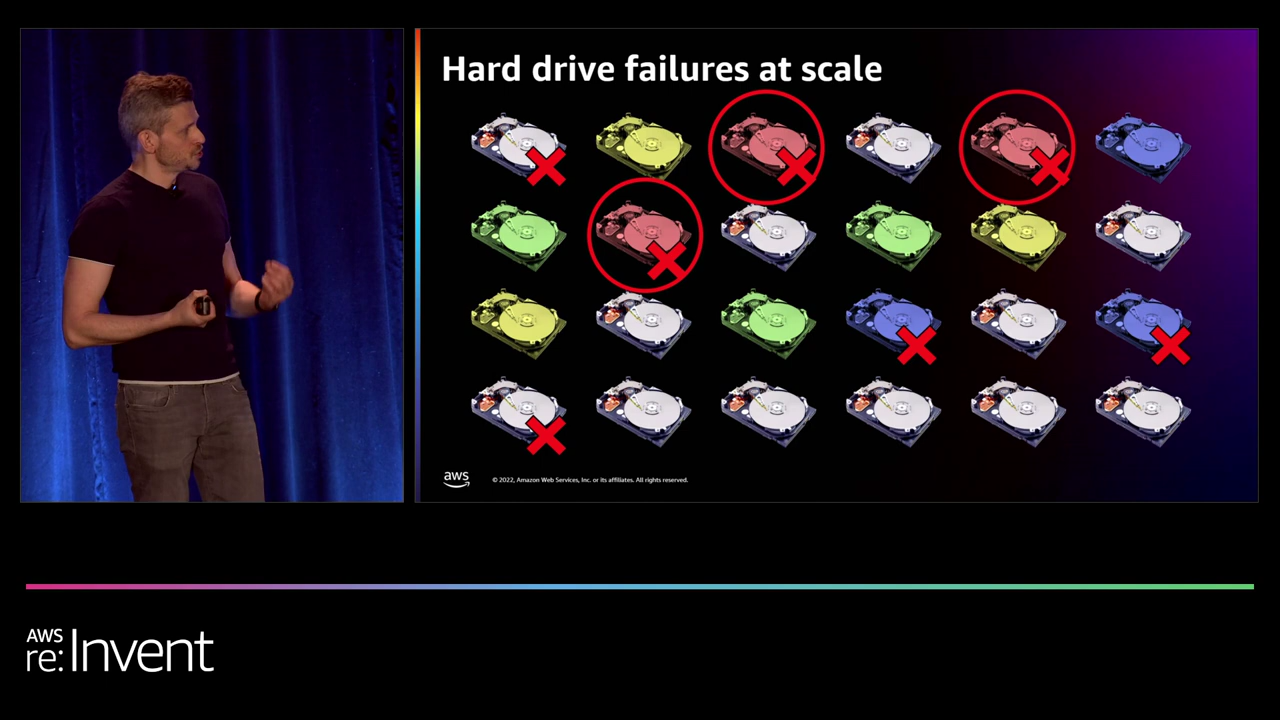 Hard drive failures at scale
aws
© 2022, Amazon Web Services, Inc. or its affiliates. All rights reserved.
AWS
re:Invent